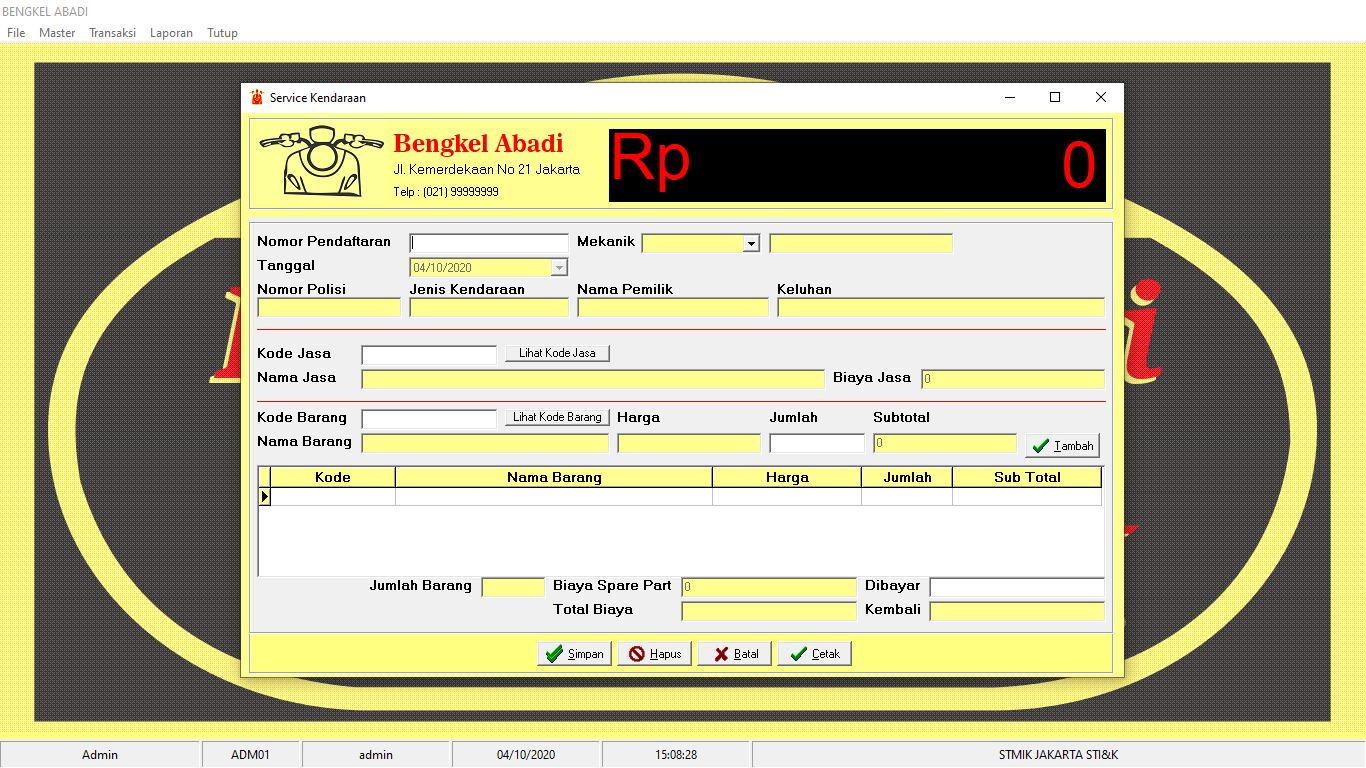 BENGKEL ABADI
File Master Transaksi Laporan Tutup
Service Kendaraan
Bengkel Abadi
Jl. Kemerdekaan No 21 Jakarta
Telp : (021) 99999999
Rp 0
Nomor Pendaftaran Mekanik
Tanggal 04/10/2020
Nomor Polisi Jenis Kendaraan Nama Pemilik Keluhan
Kode Jasa Lihat Kode Jasa
Nama Jasa Biaya Jasa 0
Kode Barang Lihat Kode Barang Harga Jumlah Subtotal
Nama Barang 0 Tambah
Kode Nama Barang Harga Jumlah Sub Total
Jumlah Barang Biaya Spare Part 0 Dibayar
Total Biaya Kembali
Simpan Hapus Batal Cetak
Admin ADM01 admin 04/10/2020 15:08:28 STMIK JAKARTA STI&K